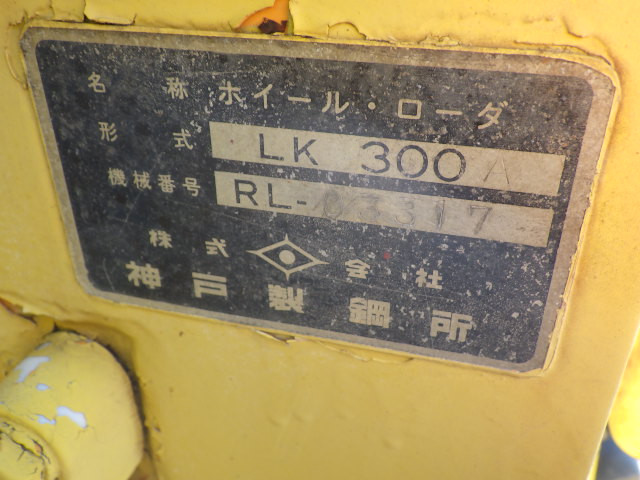 名称 ホイール・ローダ
形式 LK 300A
機械番号 RL-03317
株式会社
神戸製鋼所